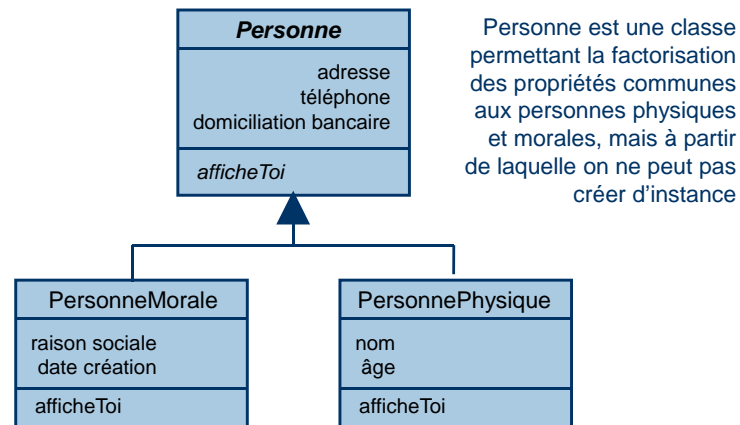 Personne
adresse
téléphone
domiciliation bancaire
afficheToi
Personne est une classe
permettant la factorisation
des propriétés communes
aux personnes physiques
et morales, mais à partir
de laquelle on ne peut pas
créer d'instance
PersonneMorale
raison sociale
date création
afficheToi
PersonnePhysique
nom
âge
afficheToi